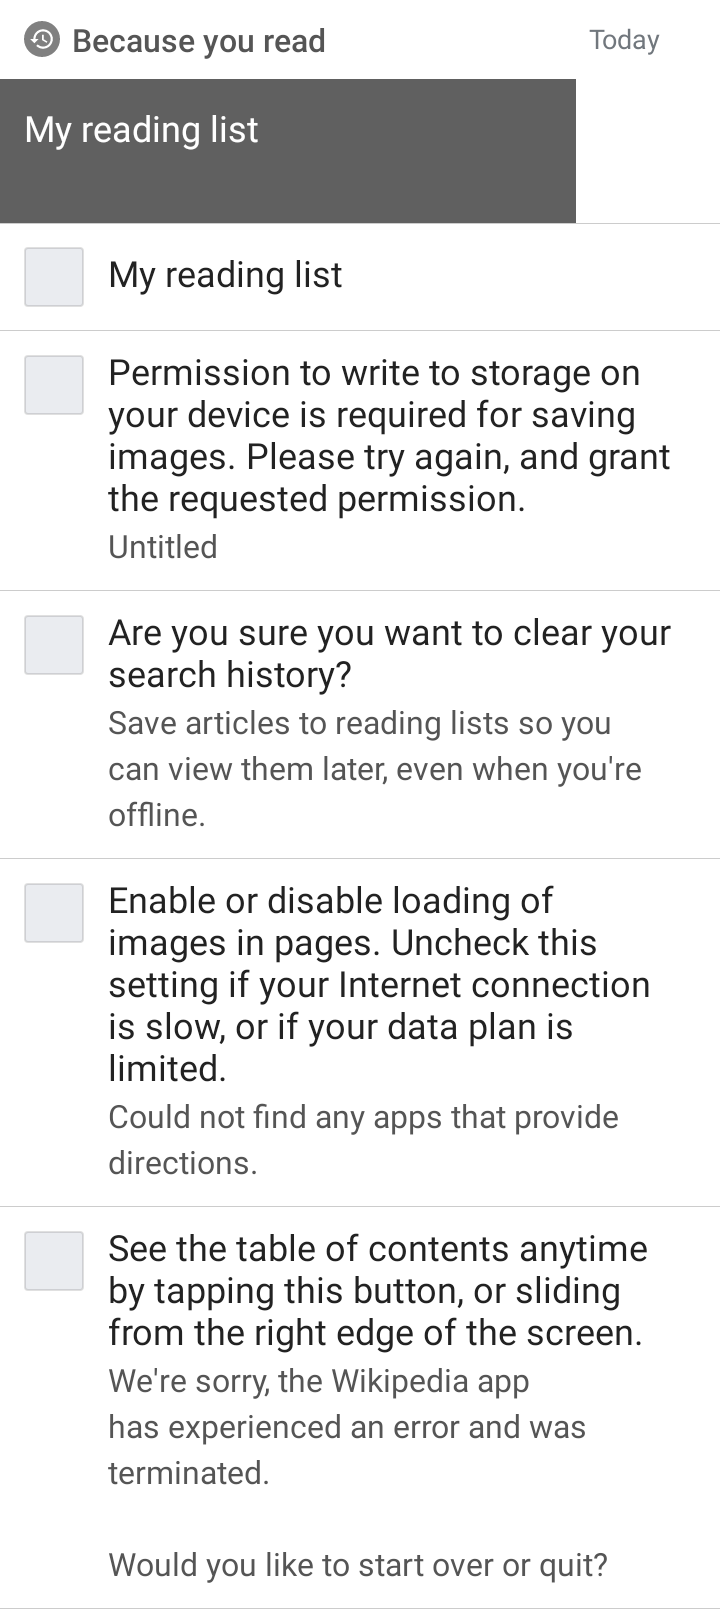 Because you read
Today
My reading list
My reading list
Permission to write to storage on
your device is required for saving
images. Please try again, and grant
the requested permission.
Untitled
Are you sure you want to clear your
search history?
Save articles to reading lists so you
can view them later, even when you're
offline.
Enable or disable loading of
images in pages. Uncheck this
setting if your Internet connection
is slow, or if your data plan is
limited.
Could not find any apps that provide
directions.
See the table of contents anytime
by tapping this button, or sliding
from the right edge of the screen.
We're sorry, the Wikipedia app
has experienced an error and was
terminated.
Would you like to start over or quit?